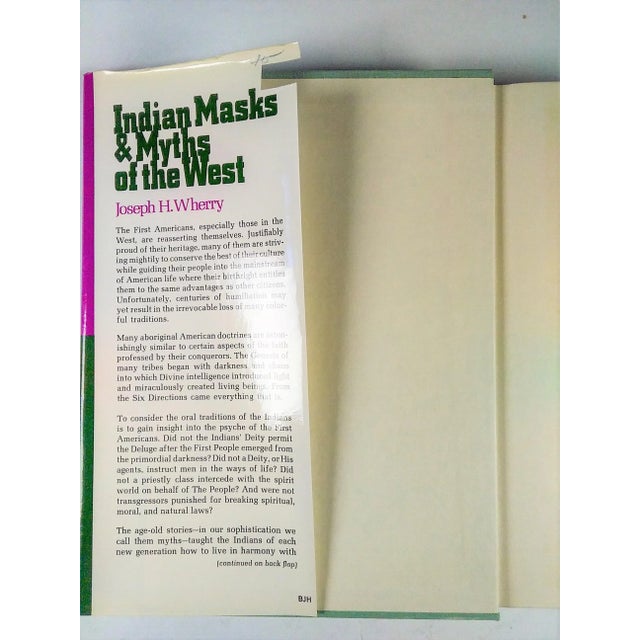 Indian Masks
& Myths
of the West
Joseph H. Wherry
The First Americans, especially those in the
West, are reasserting themselves. Justifiably
proud of their heritage, many of them are striv-
ing mightily to conserve the best of their culture
while guiding their people into the mainstream
of American life where their birthright entitles
them to the same advantages as other citizens.
Unfortunately, centuries of humiliation may
yet result in the irrevocable loss of many color-
ful traditions.
Many aboriginal American doctrines are aston-
ishingly similar to certain aspects of the faith
professed by their conquerors. The Genesis of
many tribes began with darkness and chaos
into which Divine intelligence introduced light
and miraculously created living beings. From
the Six Directions came everything that is.
To consider the oral traditions of the Indians
is to gain insight into the psyche of the First
Americans. Did not the Indians' Deity permit
the Deluge after the First People emerged from
the primordial darkness? Did not a Deity, or His
agents, instruct men in the ways of life? Did
not a priestly class intercede with the spirit
world on behalf of The People? And were not
transgressors punished for breaking spiritual,
moral, and natural laws?
The age-old stories—in our sophistication we
call them myths—taught the Indians of each
new generation how to live in harmony with
(continued on back flap)
BJH